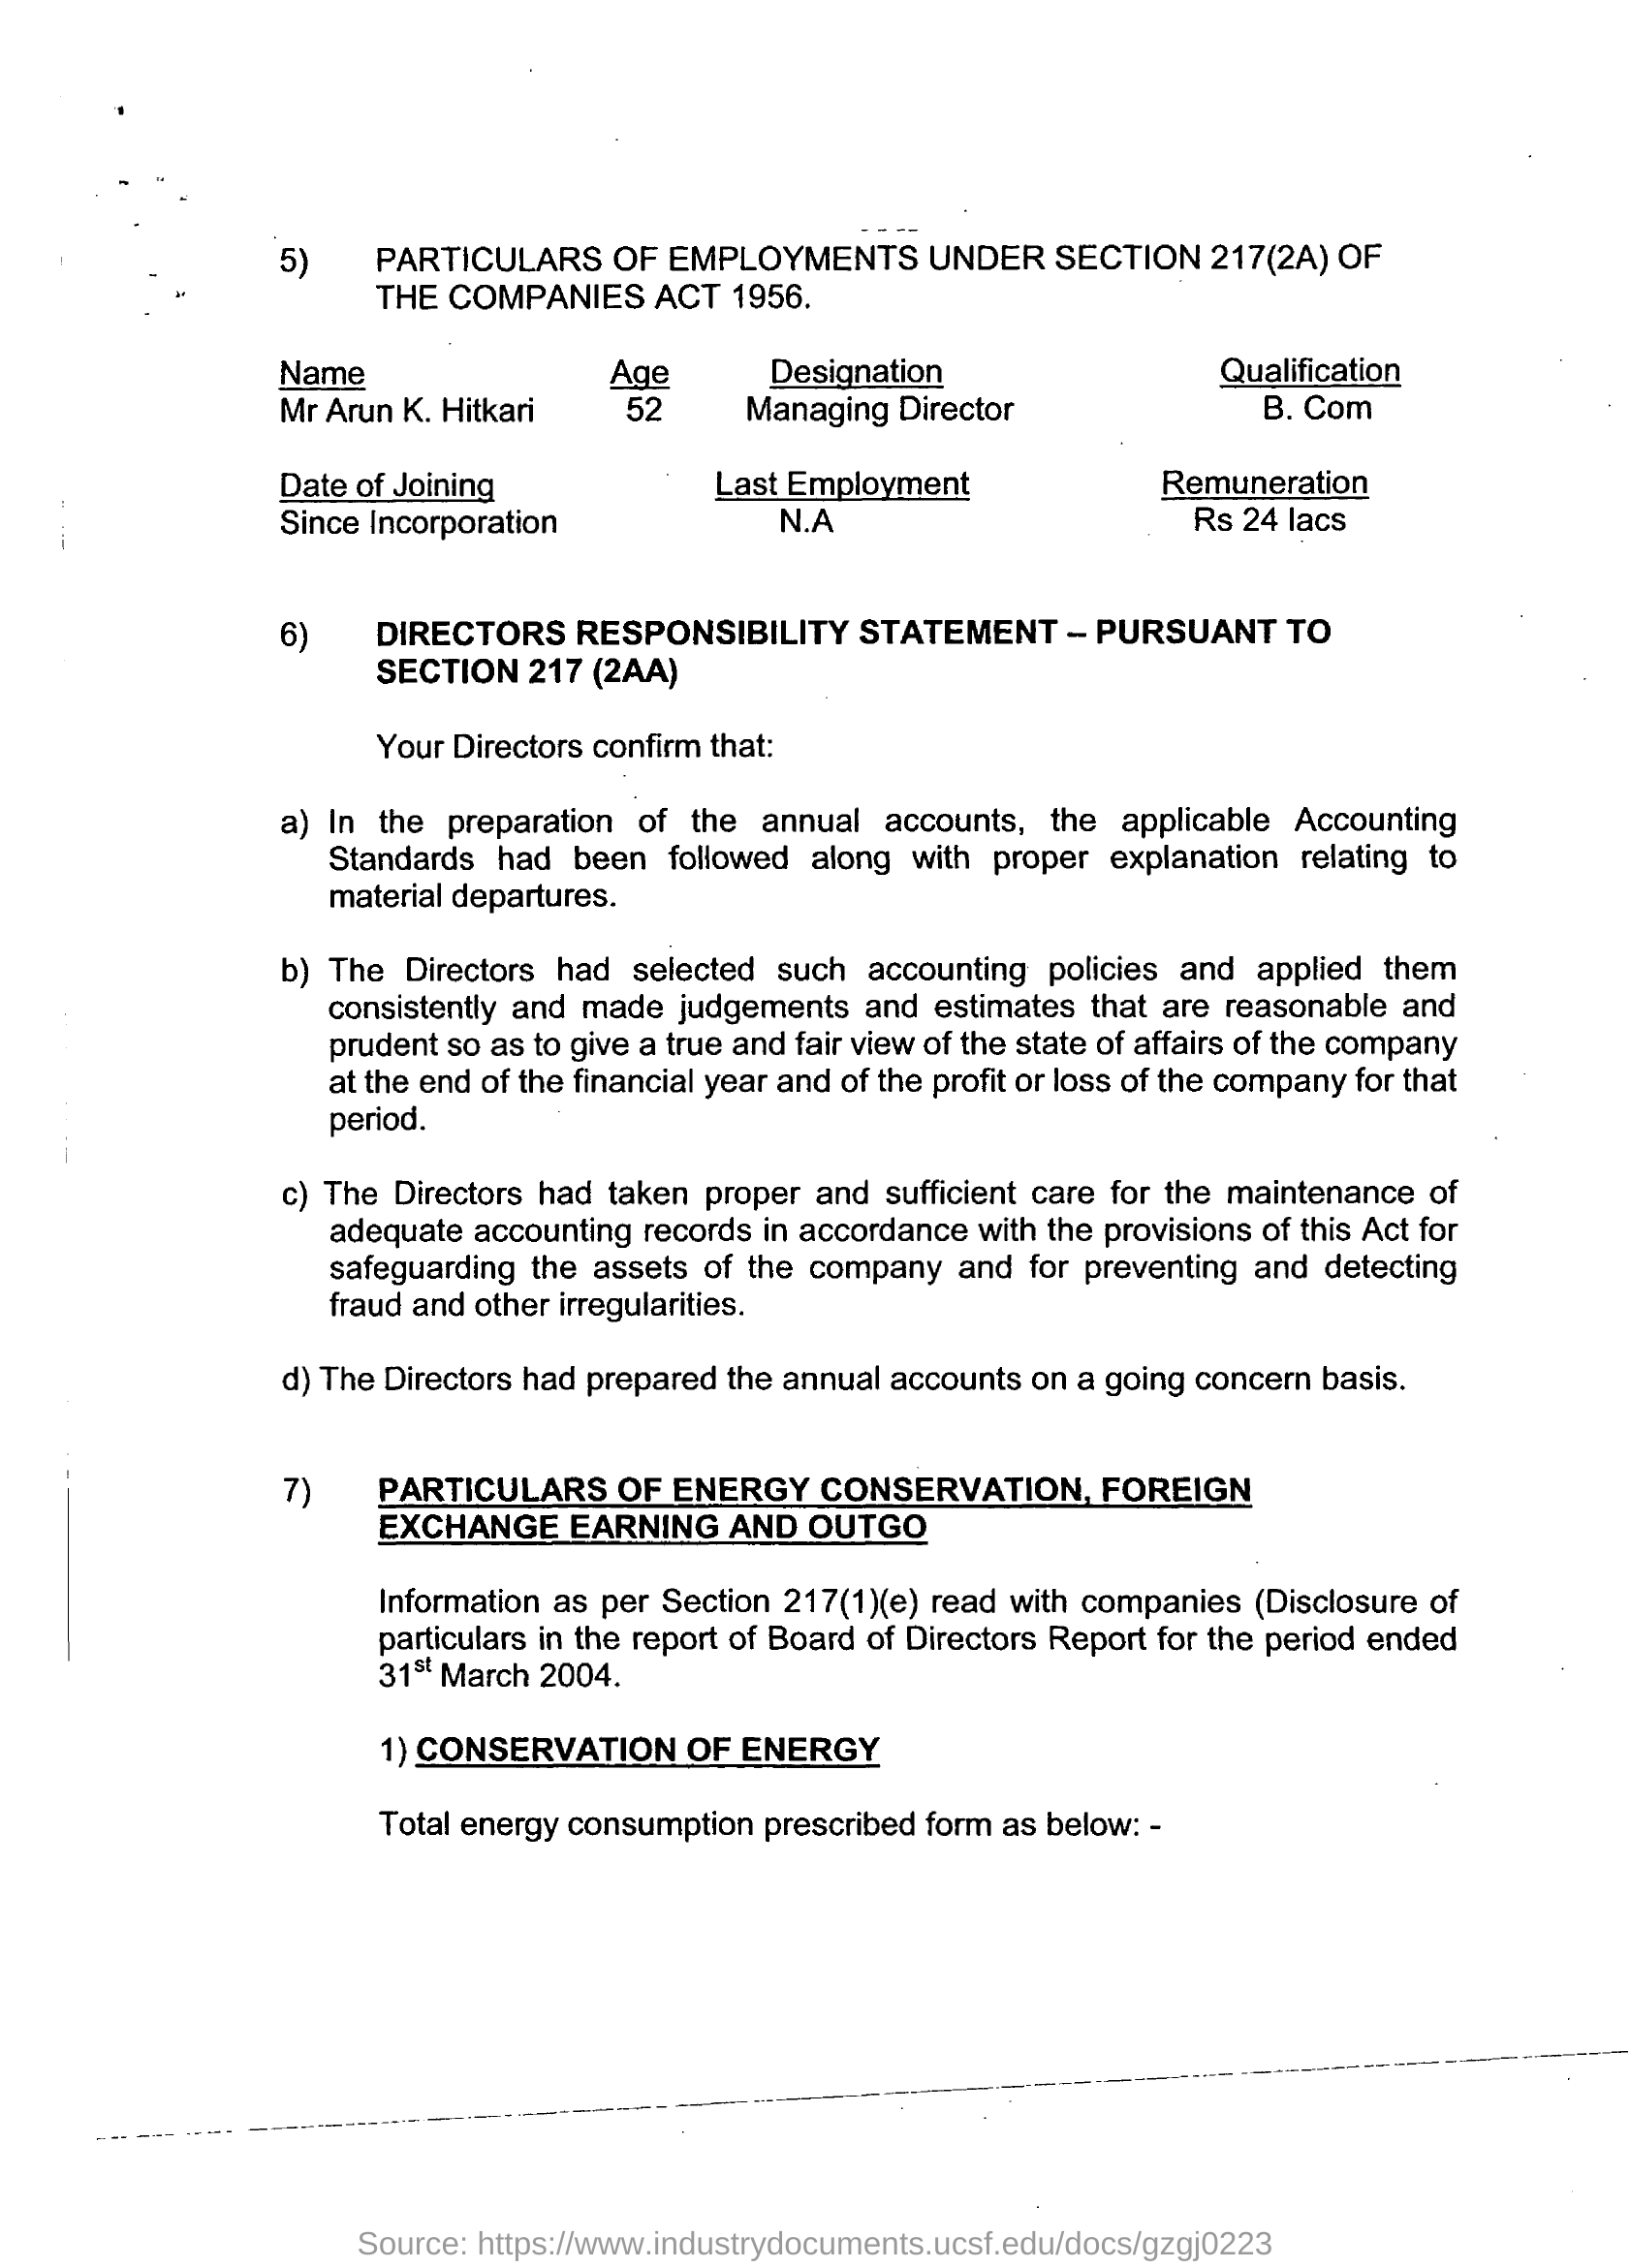 5) PARTICULARS OF EMPLOYMENTS UNDER SECTION 217(2A) OF
THE COMPANIES ACT 1956.
Name Age Designation Qualification
Mr Arun K. Hitkari 52 Managing Director B. Com
Date of Joining Last Employment Remuneration
Since Incorporation N.A Rs 24 lacs
6) DIRECTORS RESPONSIBILITY STATEMENT – PURSUANT TO
SECTION 217 (2AA)
Your Directors confirm that:
a) In the preparation of the annual accounts, the applicable Accounting
Standards had been followed along with proper explanation relating to
material departures.
b) The Directors had selected such accounting policies and applied them
consistently and made judgements and estimates that are reasonable and
prudent so as to give a true and fair view of the state of affairs of the company
at the end of the financial year and of the profit or loss of the company for that
period.
c) The Directors had taken proper and sufficient care for the maintenance of
adequate accounting records in accordance with the provisions of this Act for
safeguarding the assets of the company and for preventing and detecting
fraud and other irregularities.
d) The Directors had prepared the annual accounts on a going concern basis.
7) PARTICULARS OF ENERGY CONSERVATION, FOREIGN
EXCHANGE EARNING AND OUTGO
Information as per Section 217(1)(e) read with companies (Disclosure of
particulars in the report of Board of Directors Report for the period ended
31st March 2004.
1) CONSERVATION OF ENERGY
Total energy consumption prescribed form as below: -
Source: https://www.industrydocuments.ucsf.edu/docs/gzgj0223